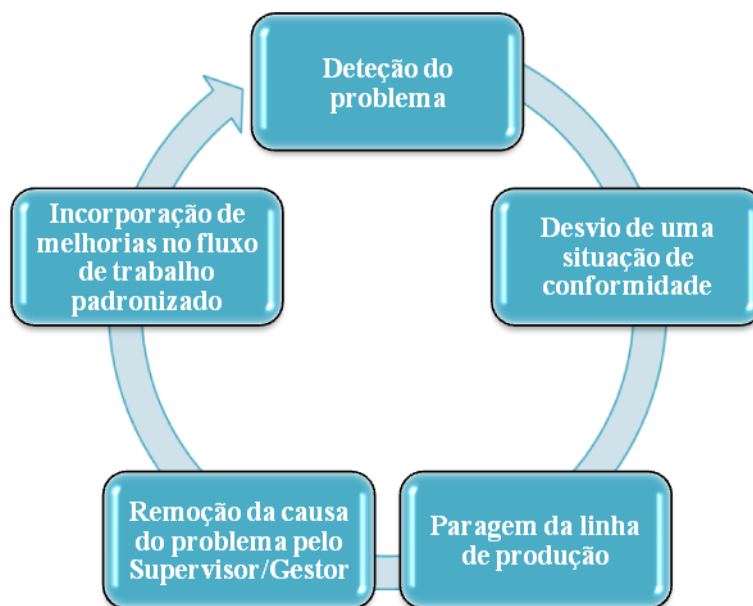 Deteção do
problema
Desvio de uma
situação de
conformidade
Paragem da linha
de produção
Remoção da causa
do problema pelo
Supervisor/Gestor
Incorporação de
melhorias no fluxo
de trabalho
padronizado